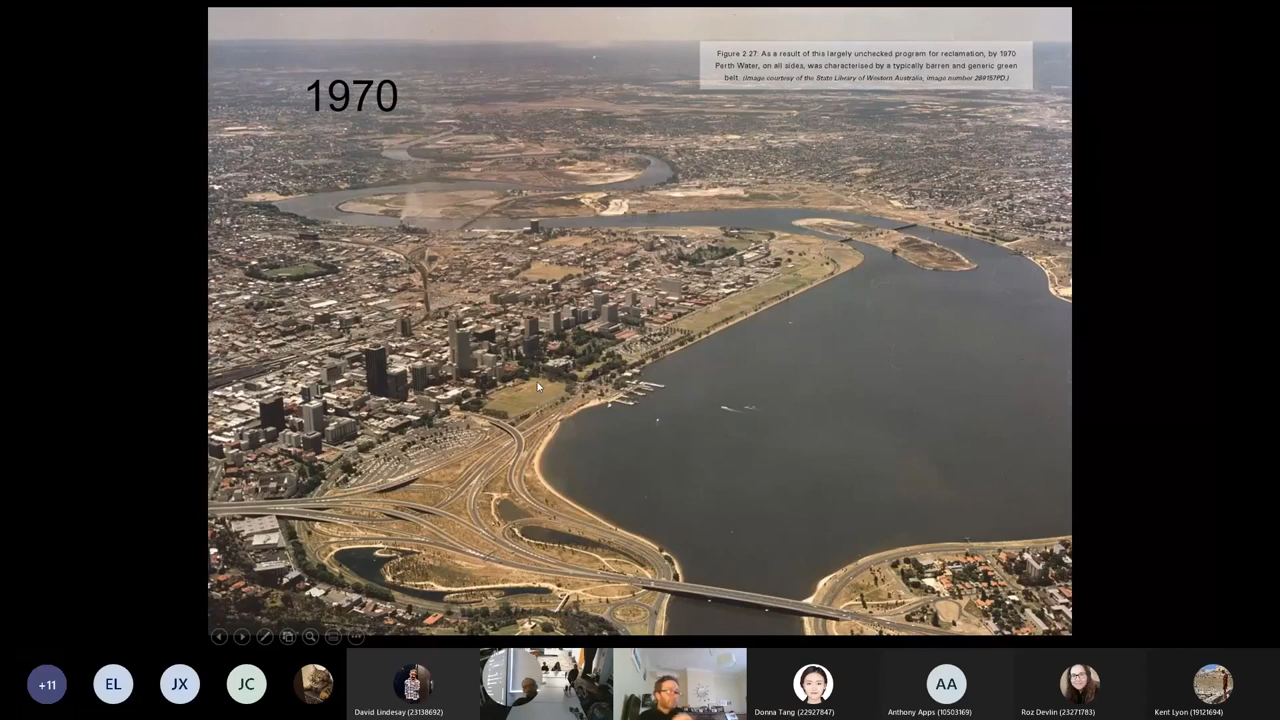 1970
Figure 2.27: As a result of this largely unchecked program for reclamation, by 1970
Perth Water, on all sides, was characterised by a typically barren and generic green
belt. (Image courtesy of the State Library of Western Australia, image number 289157PD.)
+11
EL
JX
JC
David Lindesay (23138692)
Donna Tang (22927847)
AA
Anthony Apps (10503169)
Roz Devlin (23271783)
Kent Lyon (19121694)